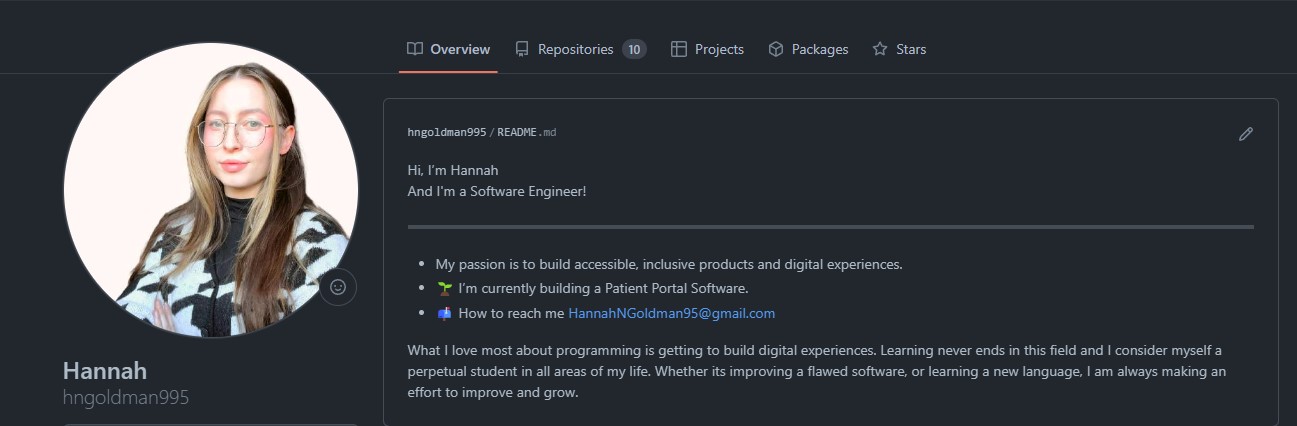 Overview Repositories 10 Projects Packages Stars
hngoldman995/README.md
Hi, I'm Hannah
And I'm a Software Engineer!
My passion is to build accessible, inclusive products and digital experiences.
I'm currently building a Patient Portal Software.
How to reach me HannahNGoldman95@gmail.com
What I love most about programming is getting to build digital experiences. Learning never ends in this field and I consider myself a
perpetual student in all areas of my life. Whether its improving a flawed software, or learning a new language, I am always making an
effort to improve and grow.
Hannah
hngoldman995